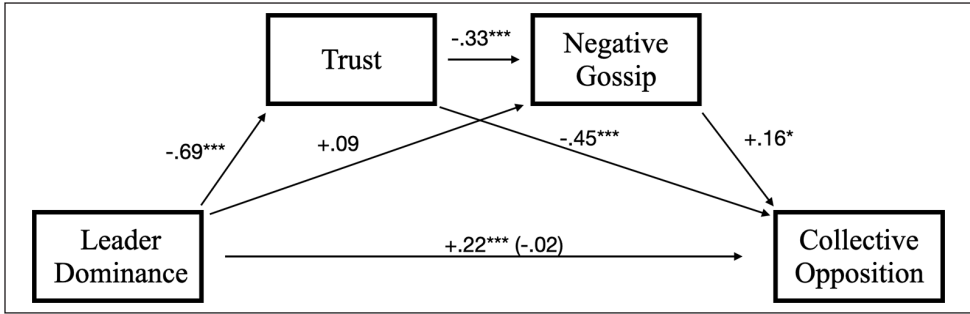 Trust
-.33***
Negative
Gossip
-.69***
+.09
-.45***
+.16*
Leader
Dominance
+.22*** (-.02)
Collective
Opposition